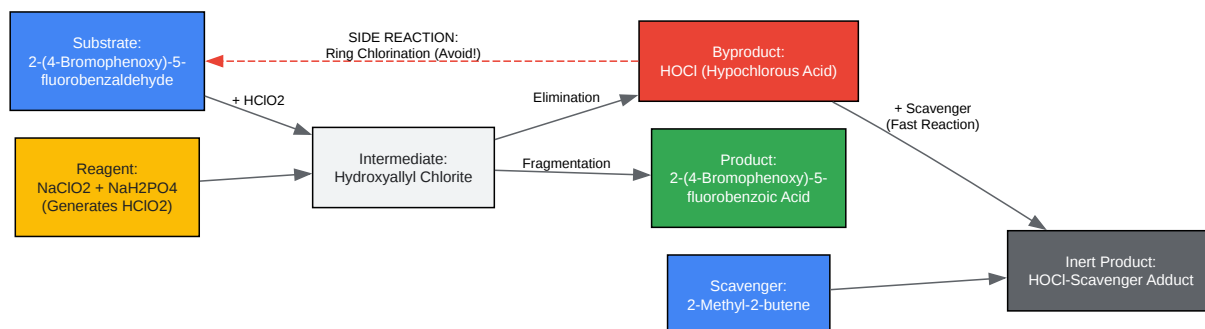 Substrate:
2-(4-Bromophenoxy)-5-
fluorobenzaldehyde
SIDE REACTION:
Ring Chlorination (Avoid!)
Byproduct:
HOCl (Hypochlorous Acid)
+ HClO2
Elimination
+ Scavenger
(Fast Reaction)
Reagent:
NaClO2 + NaH2PO4
(Generates HClO2)
Intermediate:
Hydroxyallyl Chlorite
Fragmentation
Product:
2-(4-Bromophenoxy)-5-
fluorobenzoic Acid
Scavenger:
2-Methyl-2-butene
Inert Product:
HOCl-Scavenger Adduct